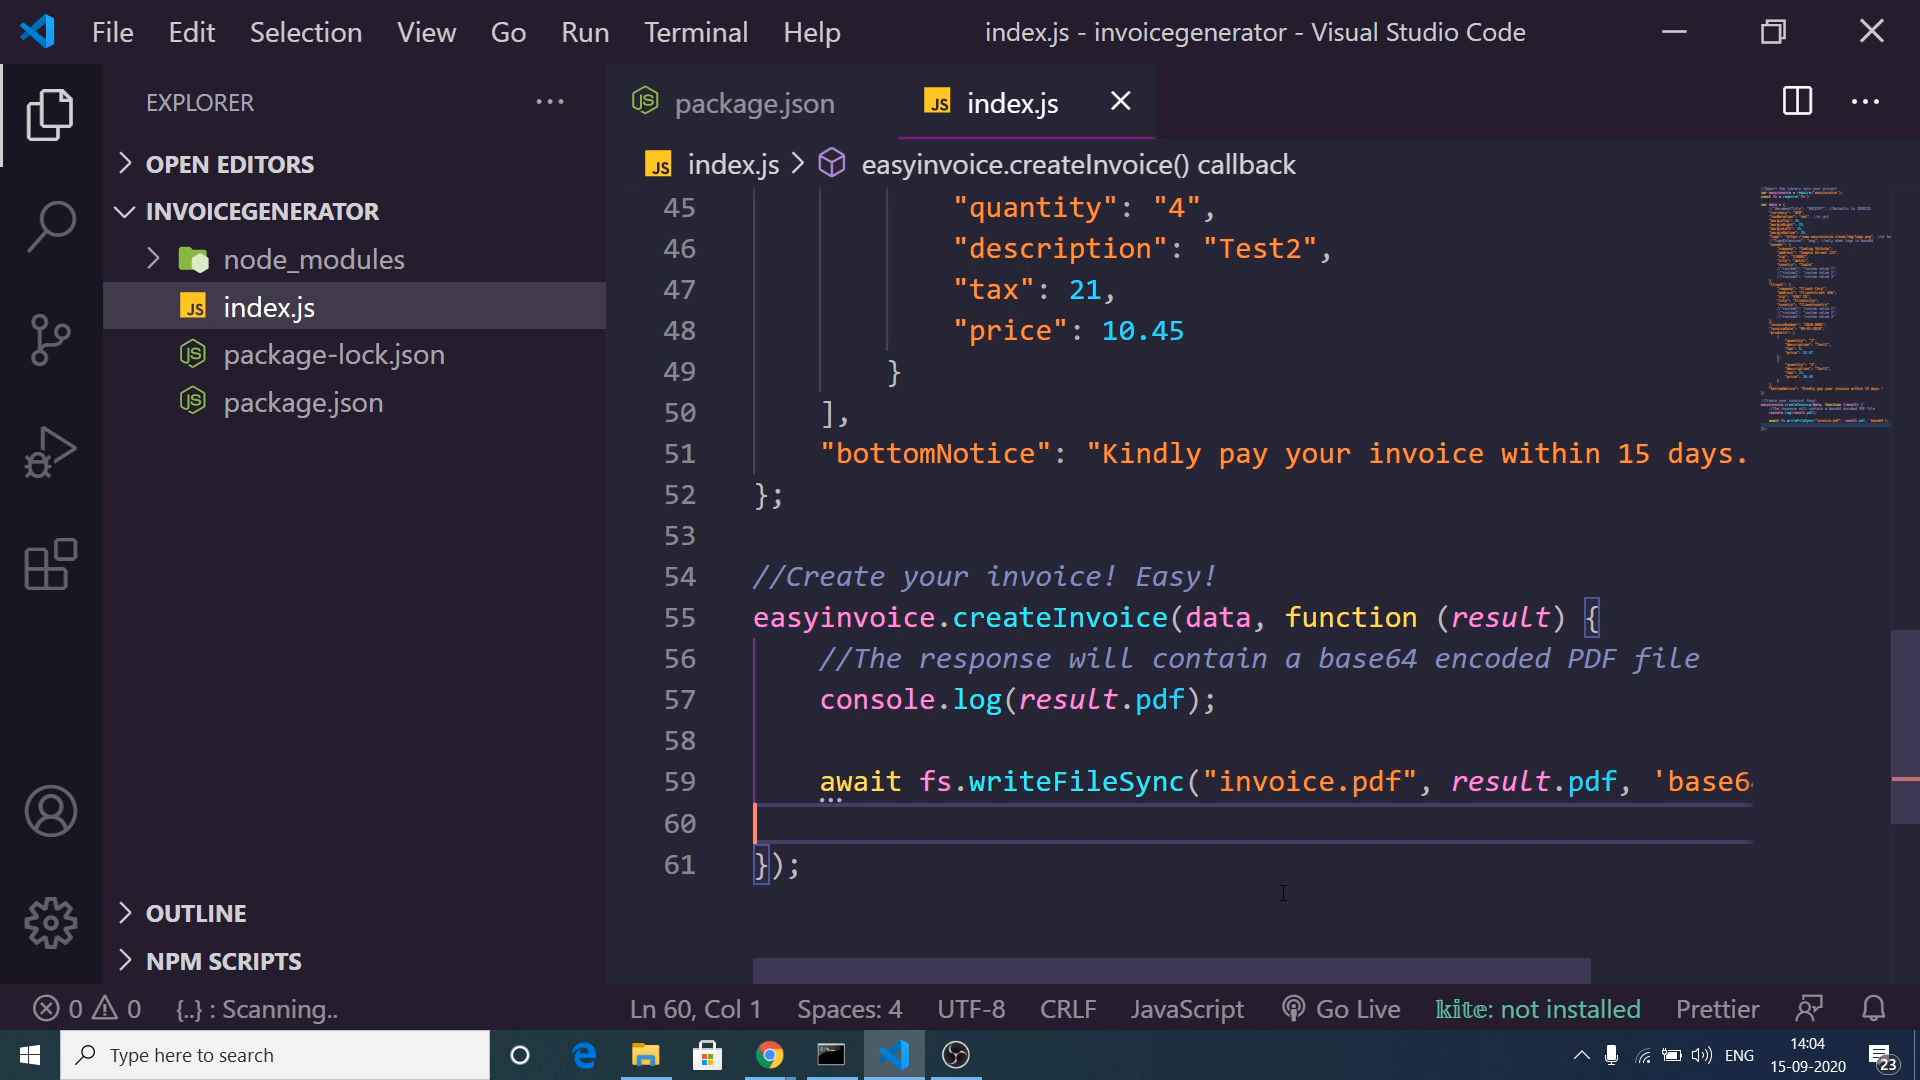 File Edit Selection View Go Run Terminal Help index.js - invoicegenerator - Visual Studio Code
EXPLORER
OPEN EDITORS
INVOICEGENERATOR
node_modules
JS index.js
package-lock.json
package.json
OUTLINE
NPM SCRIPTS
package.json JS index.js
JS index.js > easyinvoice.createInvoice() callback
45 "quantity": "4",
46 "description": "Test2",
47 "tax": 21,
48 "price": 10.45
49 }
50 ],
51 "bottomNotice": "Kindly pay your invoice within 15 days.
52 };
53
54 //Create your invoice! Easy!
55 easyinvoice.createInvoice(data, function (result) {
56 //The response will contain a base64 encoded PDF file
57 console.log(result.pdf);
58
59 await fs.writeFileSync("invoice.pdf", result.pdf, 'base64
60
61 });
0 0 {..} : Scanning.. Ln 60, Col 1 Spaces: 4 UTF-8 CRLF JavaScript Go Live kite: not installed Prettier
Type here to search ENG 14:04
15-09-2020 23